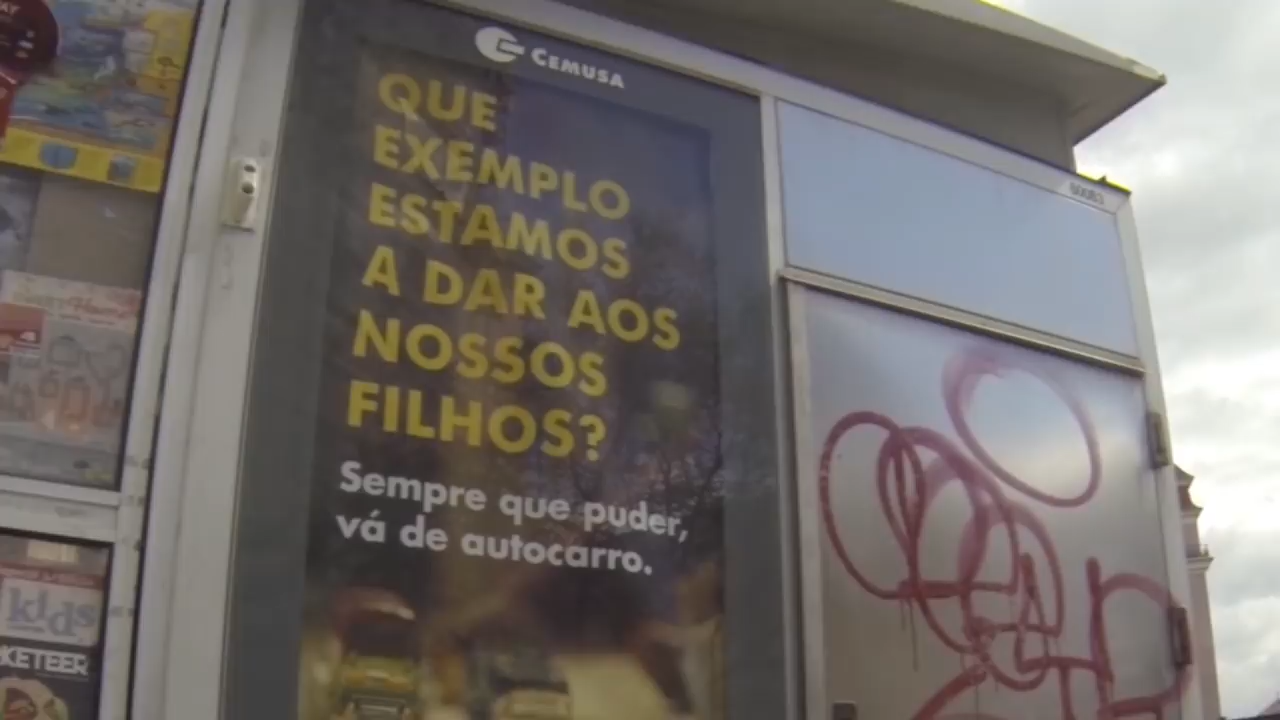 CEMUSA
QUE
EXEMPLO
ESTAMOS
A DAR AOS
NOSSOS
FILHOS?
Sempre que puder,
vá de autocarro.
kids
KETEER